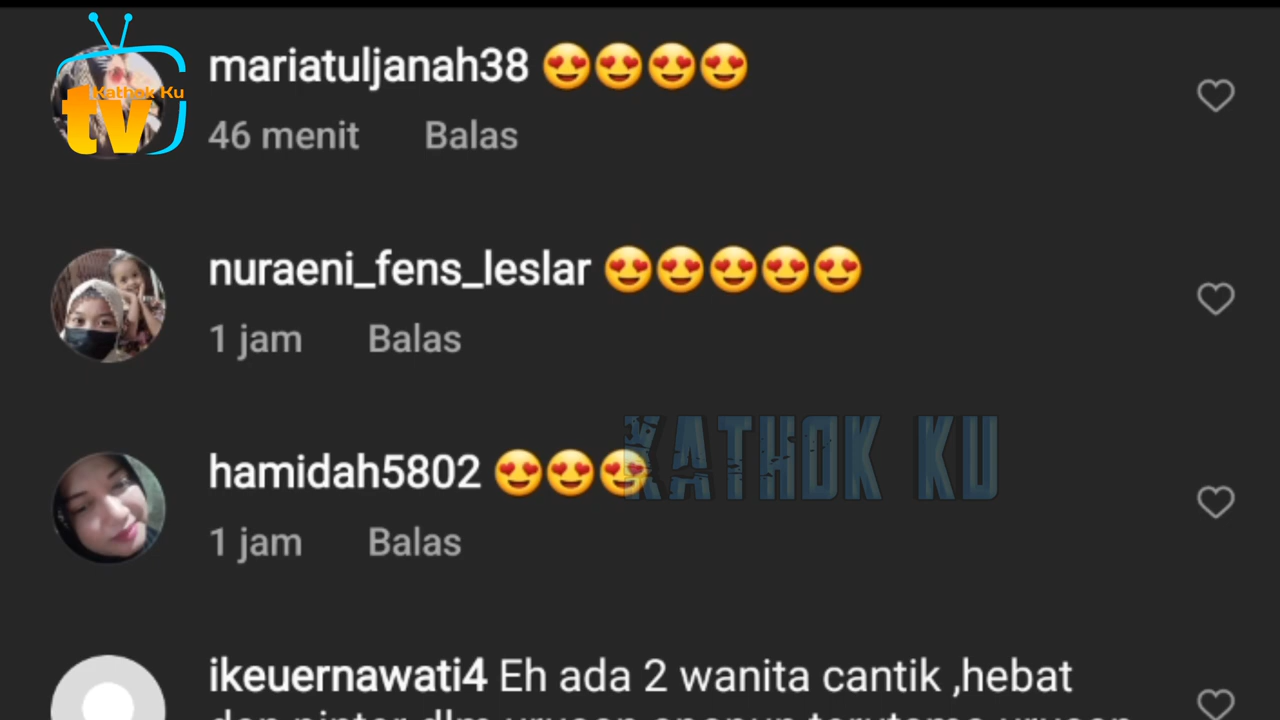 mariatuljanah38 😍😍😍😍
Kathok Ku
tv
46 menit Balas
nuraeni_fens_leslar 😍😍😍😍😍
1 jam Balas
hamidah5802 😍😍😍
KATHOK KU
1 jam Balas
ikeuernawati4 Eh ada 2 wanita cantik ,hebat